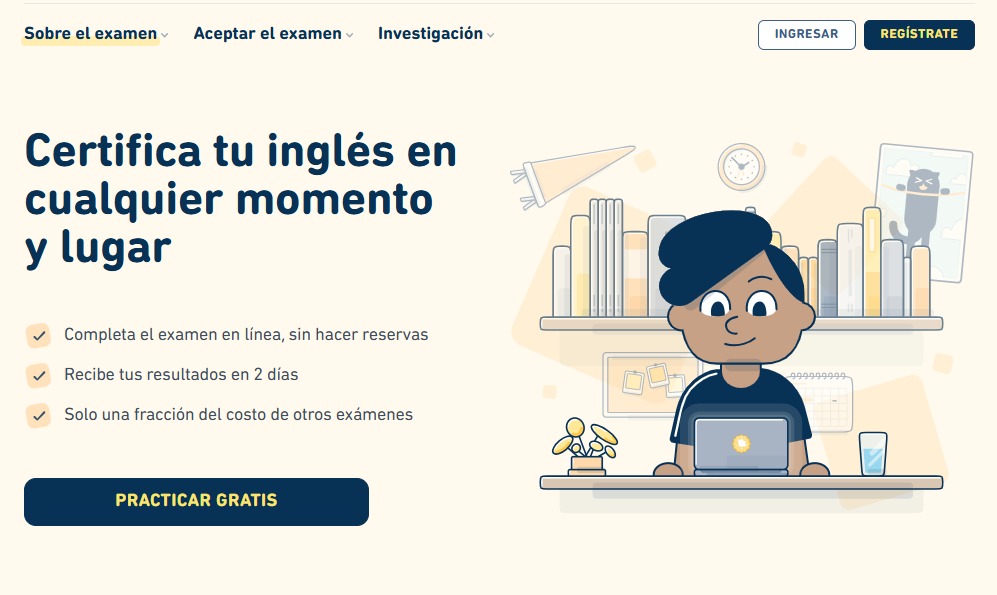 Sobre el examen
Aceptar el examen
Investigación
INGRESAR
REGÍSTRATE
Certifica tu inglés en
cualquier momento
y lugar
Completa el examen en línea, sin hacer reservas
Recibe tus resultados en 2 días
Solo una fracción del costo de otros exámenes
PRACTICAR GRATIS